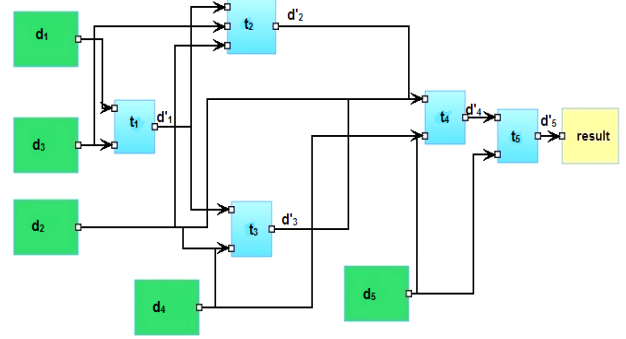 d₁
t₂
d'₂
t₁
d'₁
t₄
d'₄
t₅
d'₅
result
d₃
d₂
t₃
d'₃
d₄
d₅